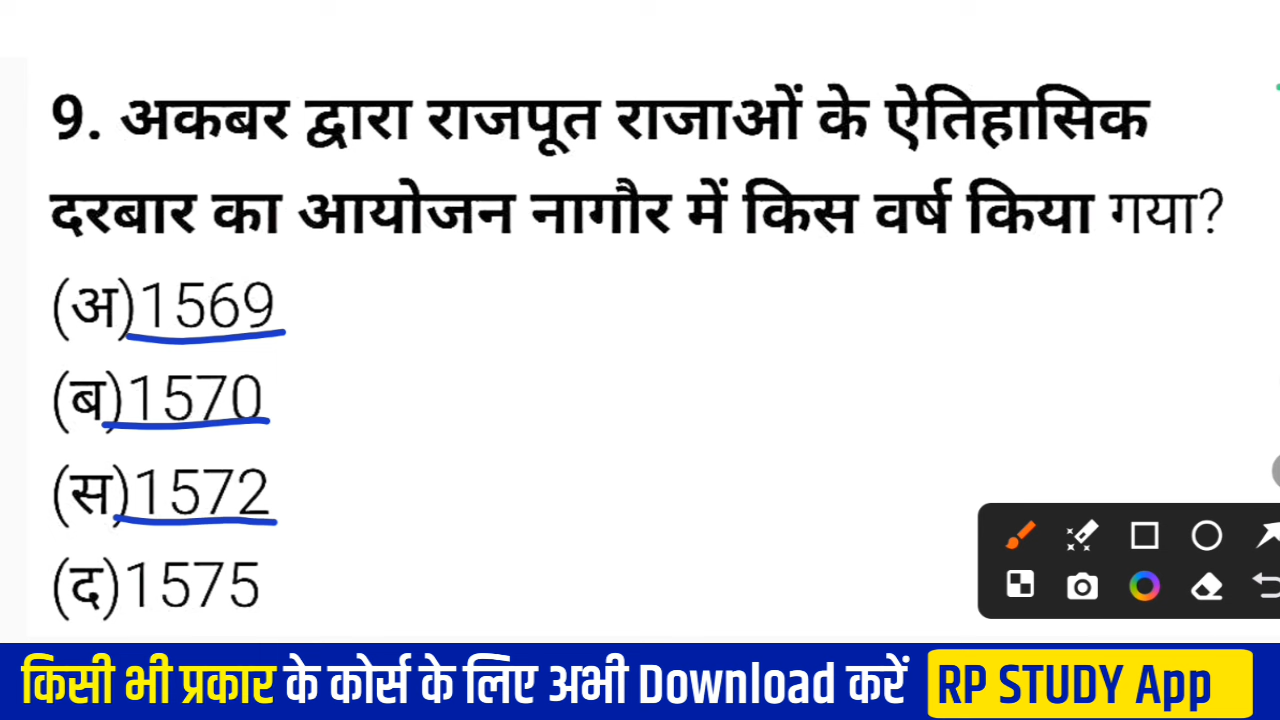 9. अकबर द्वारा राजपूत राजाओं के ऐतिहासिक
दरबार का आयोजन नागौर में किस वर्ष किया गया?
(अ)1569
(ब)1570
(स)1572
(द)1575
किसी भी प्रकार के कोर्स के लिए अभी Download करें RP STUDY App